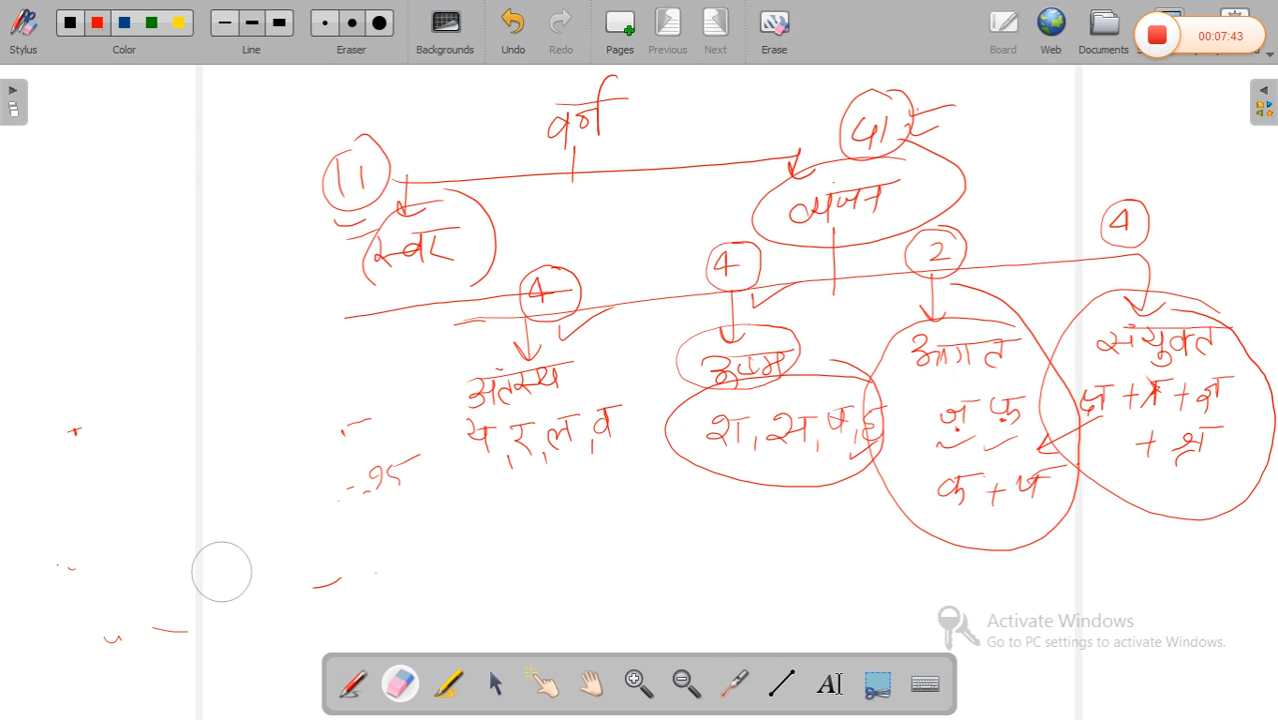 Stylus Color Line Eraser Backgrounds Undo Redo Pages Previous Next Erase Board Web Documents 00:07:43
वर्ण
11 41
स्वर व्यंजन
4 4 2 4
अंतस्थ ऊष्म आगत संयुक्त
य, र, ल, व श, स, ष, ह ज़ फ़ क्ष + त्र + ज्ञ
+ श्र
क + ष
Activate Windows
Go to PC settings to activate Windows.